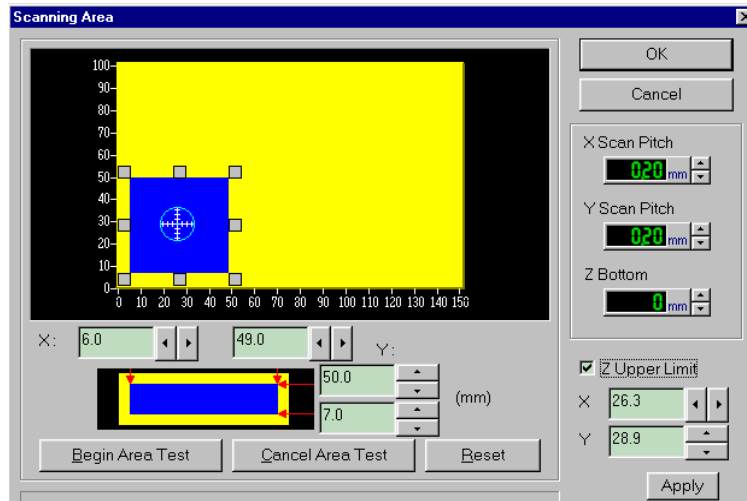 Scanning Area
100
90
80
70
60
50
40
30
20
10
0
0 10 20 30 40 50 60 70 80 90 100 110 120 130 140 150
X: 6.0 49.0 Y:
50.0
7.0
(mm)
Begin Area Test Cancel Area Test Reset
OK
Cancel
X Scan Pitch
0.20 mm
Y Scan Pitch
0.20 mm
Z Bottom
0 mm
Z Upper Limit
X 26.3
Y 28.9
Apply